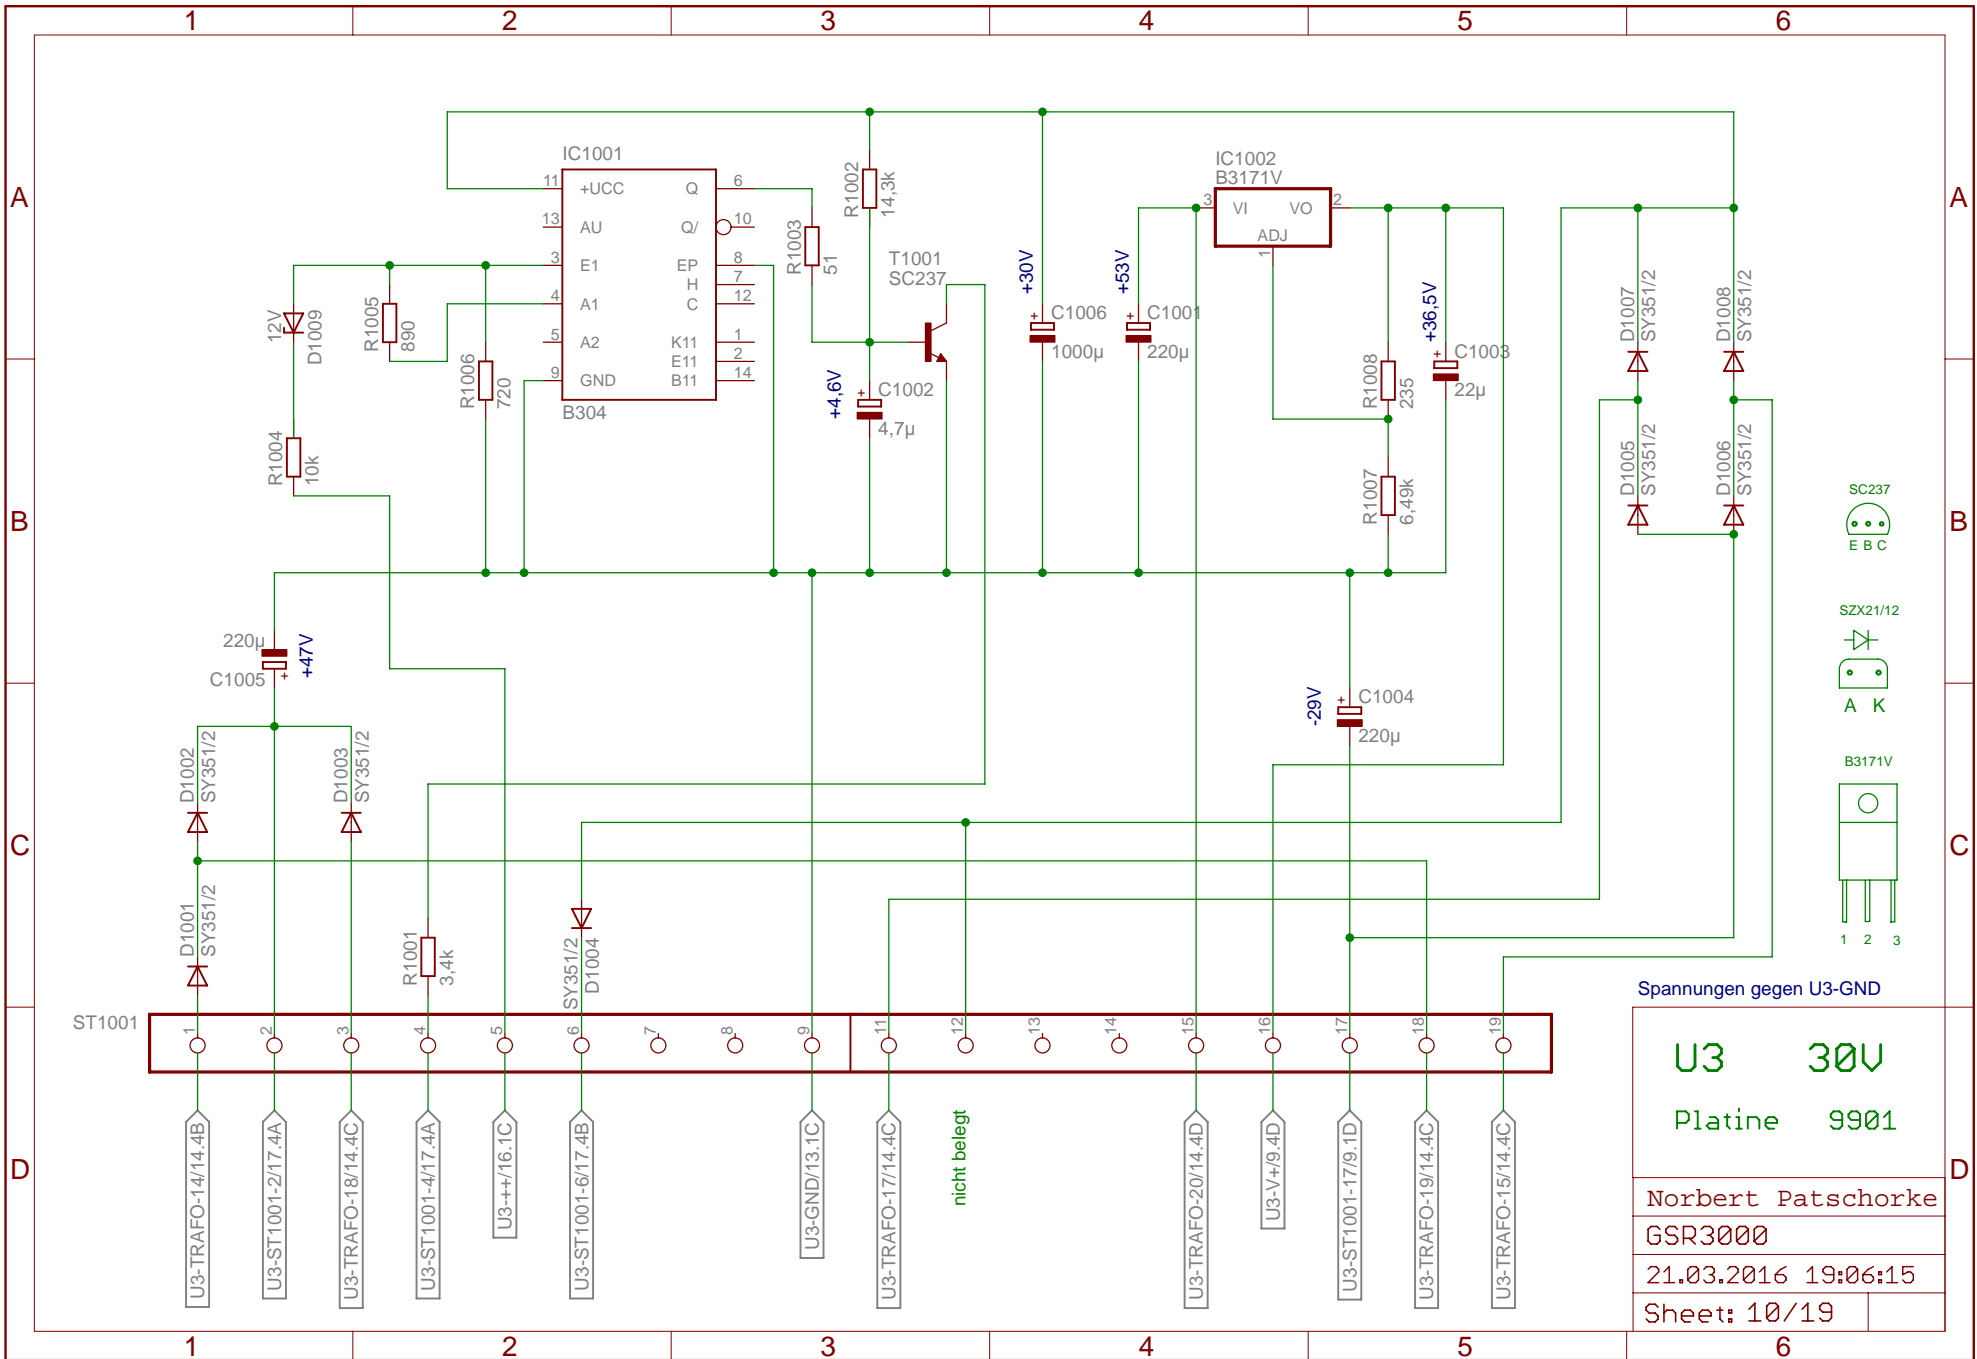 1 2 3 4 5 6
A A
B B
C C
D D
IC1001
11 +UCC
13 AU
3 E1
4 A1
5 A2
9 GND
Q 6
Q/ 10
EP 8
H 7
C 12
K11 1
E11 2
B11 14
B304
R1002
14,3k
R1003
51
T1001
SC237
12V
D1009
R1005
890
R1006
720
R1004
10k
+4,6V
C1002
4,7µ
+30V
C1006
1000µ
+53V
C1001
220µ
IC1002
B3171V
3 VI VO 2
ADJ
1
+36,5V
C1003
22µ
R1008
235
R1007
6,49k
D1007
SY351/2
D1008
SY351/2
D1005
SY351/2
D1006
SY351/2
SC237
E B C
SZX21/12
A K
B3171V
1 2 3
220µ
C1005
+47V
-29V
C1004
220µ
D1002
SY351/2
D1003
SY351/2
D1001
SY351/2
R1001
3,4k
SY351/2
D1004
Spannungen gegen U3-GND
ST1001
1 2 3 4 5 6 7 8 9 11 12 13 14 15 16 17 18 19
U3-TRAFO-14/14.4B
U3-ST1001-2/17.4A
U3-TRAFO-18/14.4C
U3-ST1001-4/17.4A
U3-++/16.1C
U3-ST1001-6/17.4B
U3-GND/13.1C
U3-TRAFO-17/14.4C
nicht belegt
U3-TRAFO-20/14.4D
U3-V+/9.4D
U3-ST1001-17/9.1D
U3-TRAFO-19/14.4C
U3-TRAFO-15/14.4C
U3 30V
Platine 9901
Norbert Patschorke
GSR3000
21.03.2016 19:06:15
Sheet: 10/19
1 2 3 4 5 6